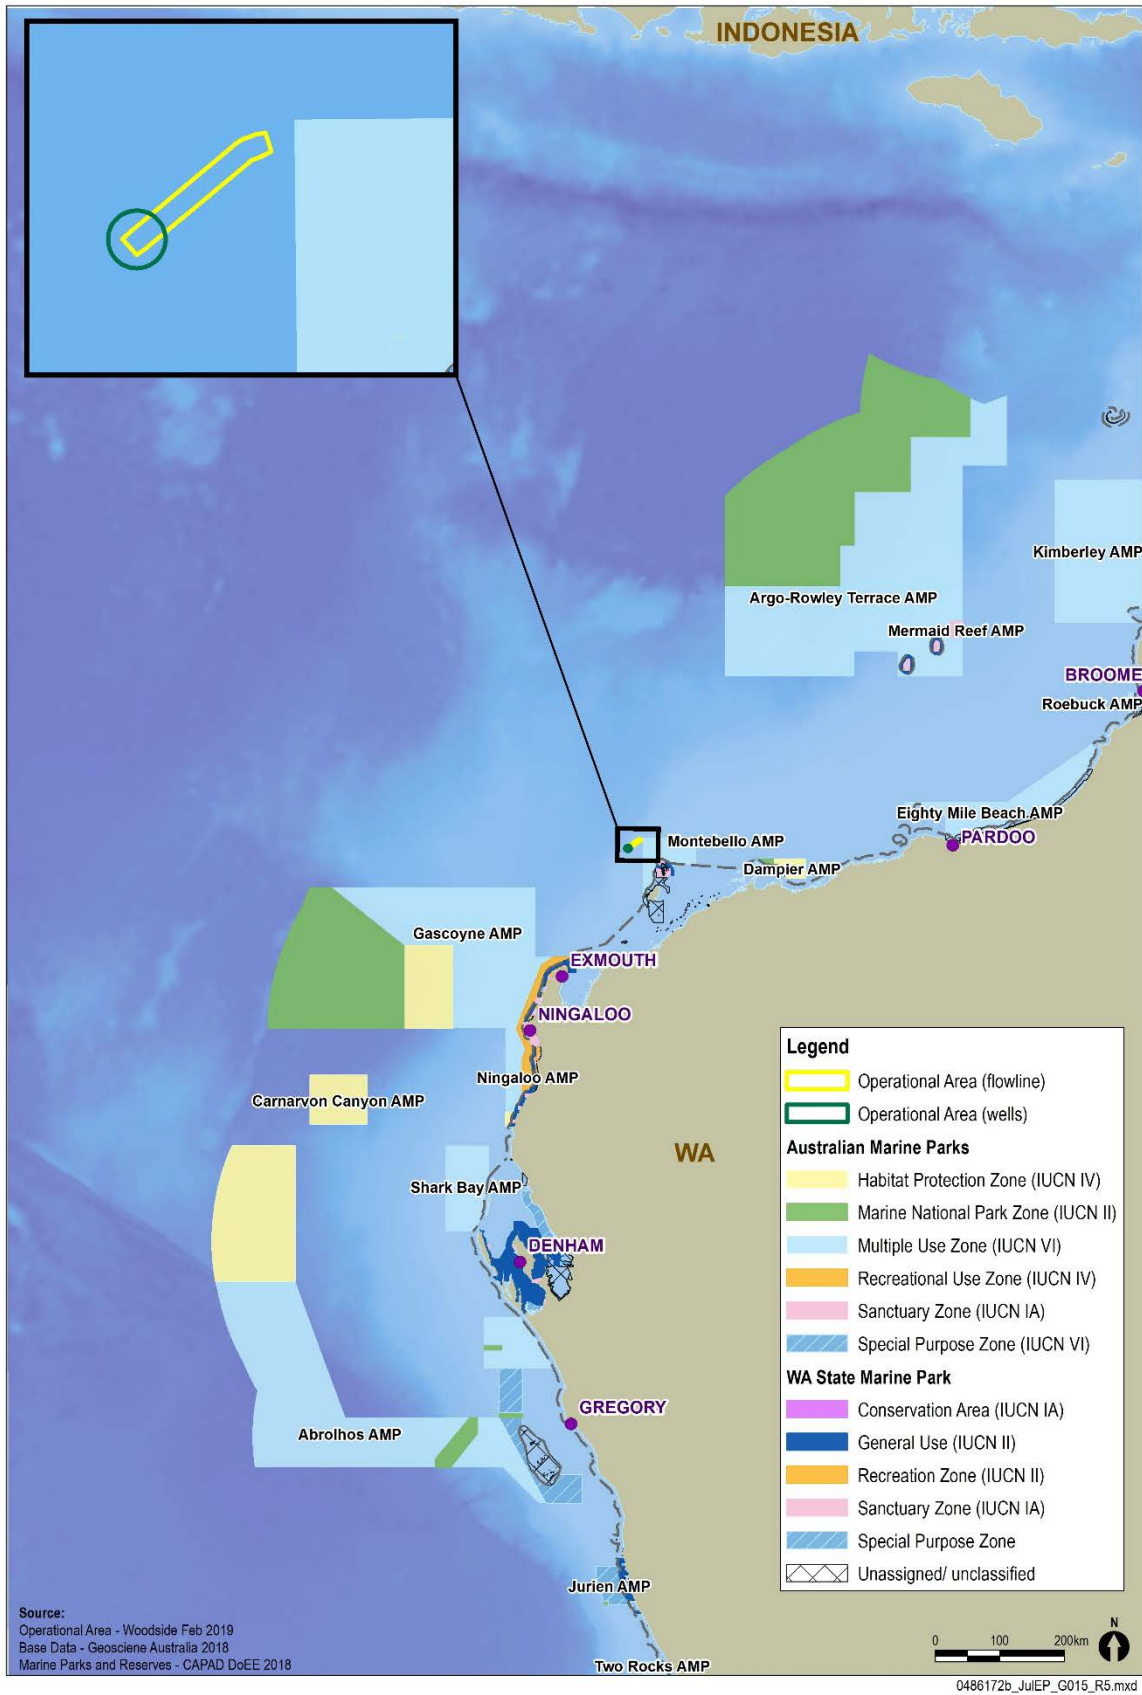 INDONESIA
Kimberley AMP
Argo-Rowley Terrace AMP
Mermaid Reef AMP
BROOME
Roebuck AMP
Eighty Mile Beach AMP
PARDOO
Montebello AMP
Dampier AMP
Gascoyne AMP
EXMOUTH
NINGALOO
Ningaloo AMP
Carnarvon Canyon AMP
WA
Shark Bay AMP
DENHAM
GREGORY
Abrolhos AMP
Jurien AMP
Two Rocks AMP
Legend
Operational Area (flowline)
Operational Area (wells)
Australian Marine Parks
Habitat Protection Zone (IUCN IV)
Marine National Park Zone (IUCN II)
Multiple Use Zone (IUCN VI)
Recreational Use Zone (IUCN IV)
Sanctuary Zone (IUCN IA)
Special Purpose Zone (IUCN VI)
WA State Marine Park
Conservation Area (IUCN IA)
General Use (IUCN II)
Recreation Zone (IUCN II)
Sanctuary Zone (IUCN IA)
Special Purpose Zone
Unassigned/ unclassified
Source:
Operational Area - Woodside Feb 2019
Base Data - Geosciene Australia 2018
Marine Parks and Reserves - CAPAD DoEE 2018
0 100 200km
N
0486172b_JulEP_G015_R5.mxd